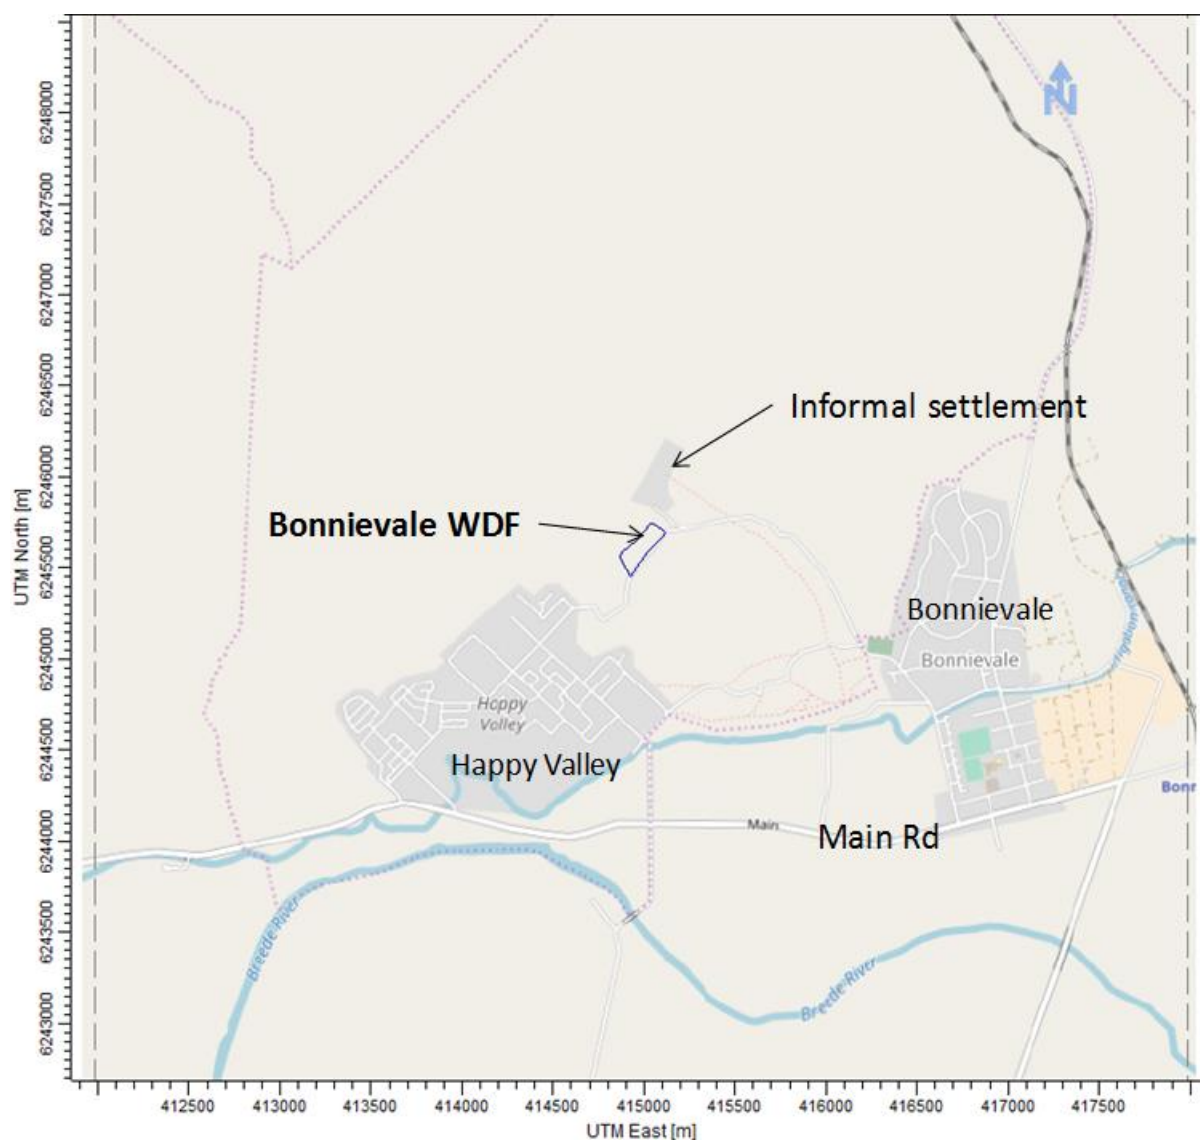 N
6248000
6247500
6247000
6246500
6246000
6245500
6245000
6244500
6244000
6243500
6243000
UTM North [m]
Informal settlement
Bonnievale WDF
Bonnievale
Bonnievale
Irrigation
Happy
Valley
Happy Valley
Bonn
Main
Main Rd
Breede River
Breede River
412500 413000 413500 414000 414500 415000 415500 416000 416500 417000 417500
UTM East [m]